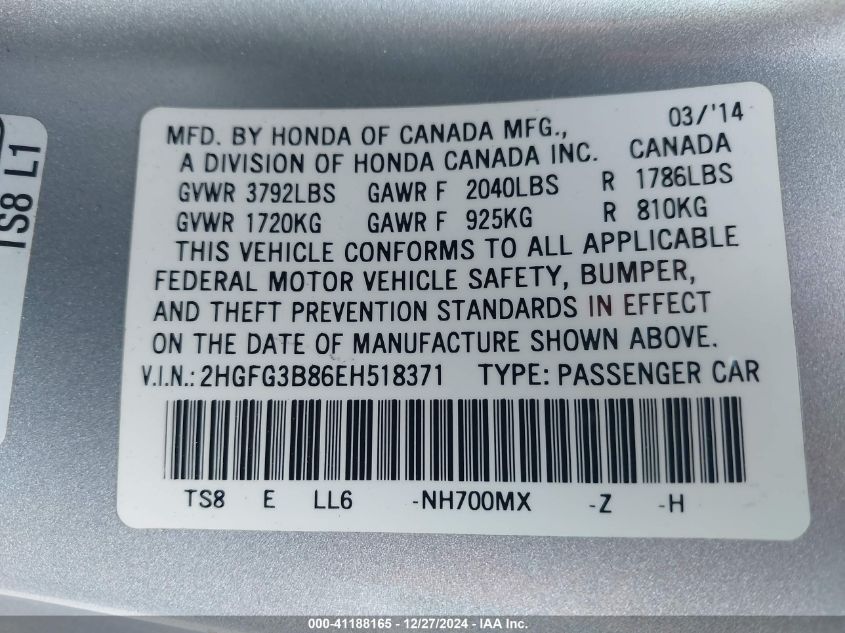 TS8 L1
03/'14
MFD. BY HONDA OF CANADA MFG.,
A DIVISION OF HONDA CANADA INC. CANADA
GVWR 3792LBS GAWR F 2040LBS R 1786LBS
GVWR 1720KG GAWR F 925KG R 810KG
THIS VEHICLE CONFORMS TO ALL APPLICABLE
FEDERAL MOTOR VEHICLE SAFETY, BUMPER,
AND THEFT PREVENTION STANDARDS IN EFFECT
ON THE DATE OF MANUFACTURE SHOWN ABOVE.
V.I.N.: 2HGFG3B86EH518371 TYPE: PASSENGER CAR
TS8 E LL6 -NH700MX -Z -H
000-41188165 - 12/27/2024 - IAA Inc.